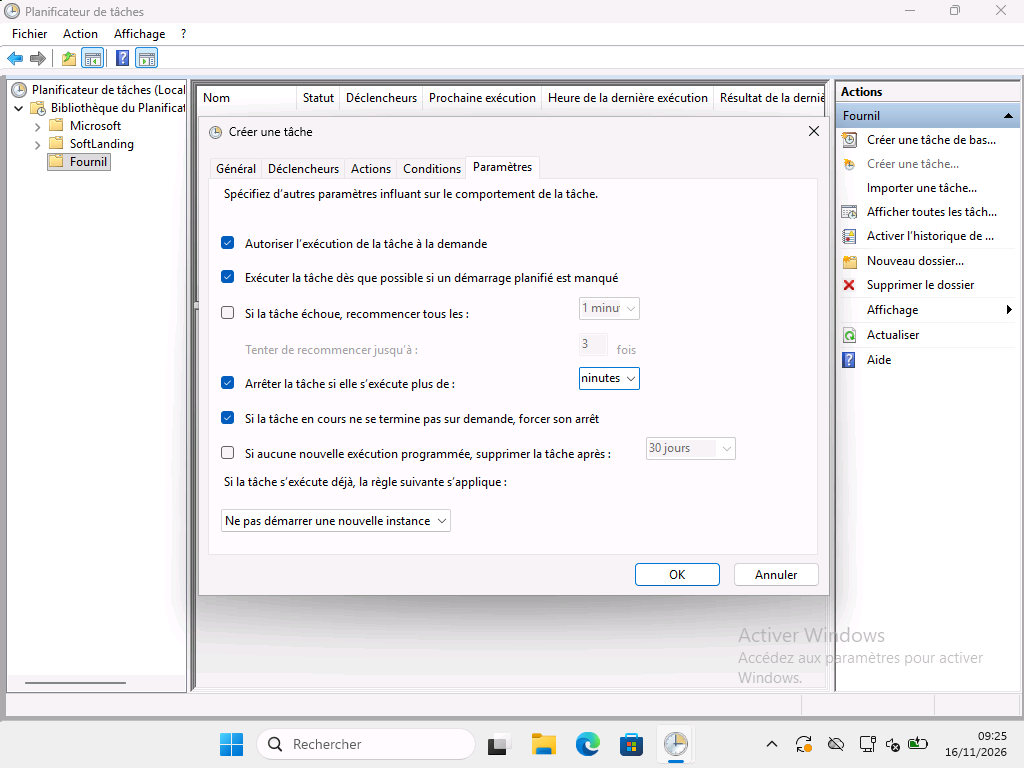 Planificateur de tâches
Fichier Action Affichage ?
Planificateur de tâches (Local
Bibliothèque du Planificat
Microsoft
SoftLanding
Fournil
Nom Statut Déclencheurs Prochaine exécution Heure de la dernière exécution Résultat de la derniè
Créer une tâche
Général Déclencheurs Actions Conditions Paramètres
Spécifiez d'autres paramètres influant sur le comportement de la tâche.
Autoriser l'exécution de la tâche à la demande
Exécuter la tâche dès que possible si un démarrage planifié est manqué
Si la tâche échoue, recommencer tous les : 1 minut
Tenter de recommencer jusqu'à : 3 fois
Arrêter la tâche si elle s'exécute plus de : ninutes
Si la tâche en cours ne se termine pas sur demande, forcer son arrêt
Si aucune nouvelle exécution programmée, supprimer la tâche après : 30 jours
Si la tâche s'exécute déjà, la règle suivante s'applique :
Ne pas démarrer une nouvelle instance
OK Annuler
Actions
Fournil
Créer une tâche de bas...
Créer une tâche...
Importer une tâche...
Afficher toutes les tâch...
Activer l'historique de ...
Nouveau dossier...
Supprimer le dossier
Affichage
Actualiser
Aide
Activer Windows
Accédez aux paramètres pour activer
Windows.
Rechercher
09:25
16/11/2026